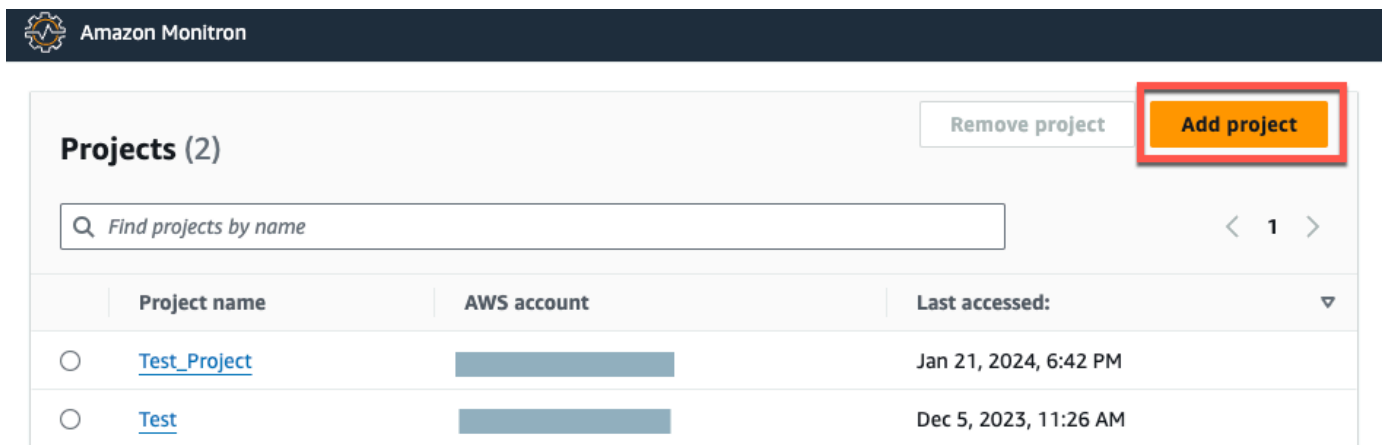 Amazon Monitron
Remove project
Add project
Projects (2)
Find projects by name
1
Project name AWS account Last accessed:
Test_Project Jan 21, 2024, 6:42 PM
Test Dec 5, 2023, 11:26 AM